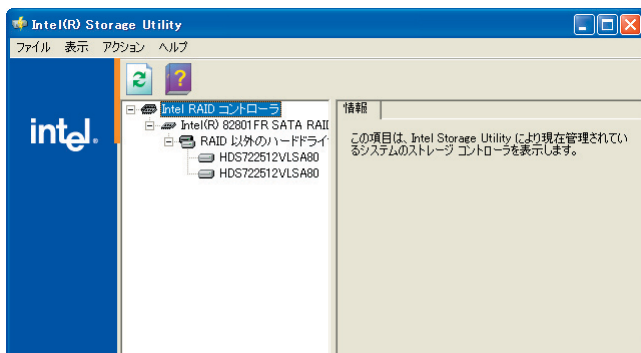 Intel(R) Storage Utility
ファイル 表示 アクション ヘルプ
intel.
Intel RAID コントローラ
Intel(R) 82801FR SATA RAI
RAID 以外のハードドライ
HDS722512VLSA80
HDS722512VLSA80
情報
この項目は、Intel Storage Utility により現在管理されてい
るシステムのストレージ コントローラを表示します。